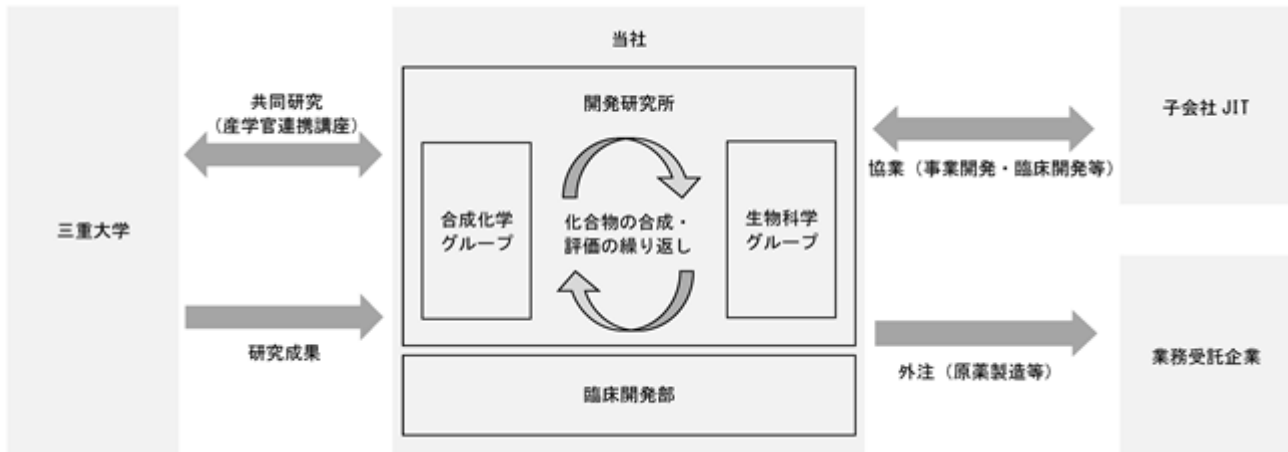 三重大学
共同研究
(産学官連携講座)
研究成果
当社
開発研究所
合成化学
グループ
化合物の合成・
評価の繰り返し
生物科学
グループ
臨床開発部
協業（事業開発・臨床開発等）
外注（原薬製造等）
子会社 JIT
業務受託企業